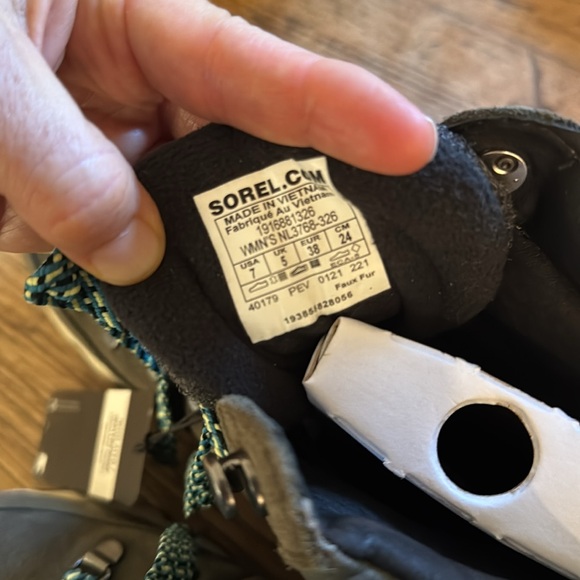 SOREL.COM
MADE IN VIETNAM
Fabriqué Au Vietnam
1916881326
WMN'S NL3768-326
USA UK EUR CM
7 5 38 24
40179 PEV 0121 221
Faux Fur
19385/828056